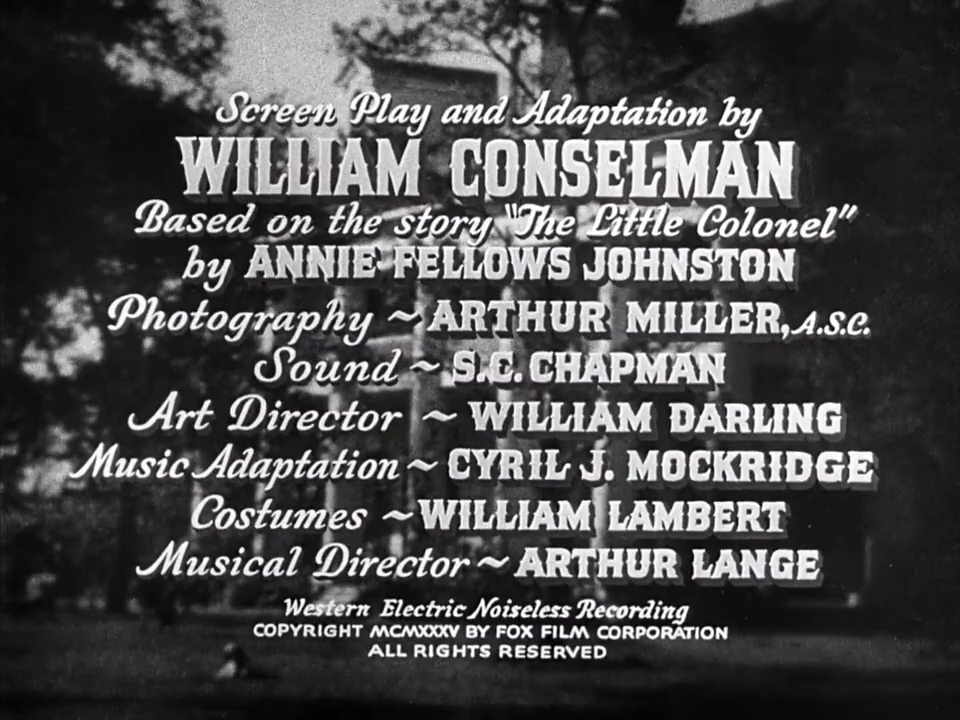 Screen Play and Adaptation by
WILLIAM CONSELMAN
Based on the story "The Little Colonel"
by ANNIE FELLOWS JOHNSTON
Photography ~ ARTHUR MILLER, A.S.C.
Sound ~ S.C. CHAPMAN
Art Director ~ WILLIAM DARLING
Music Adaptation ~ CYRIL J. MOCKRIDGE
Costumes ~ WILLIAM LAMBERT
Musical Director ~ ARTHUR LANGE
Western Electric Noiseless Recording
COPYRIGHT MCMXXXV BY FOX FILM CORPORATION
ALL RIGHTS RESERVED